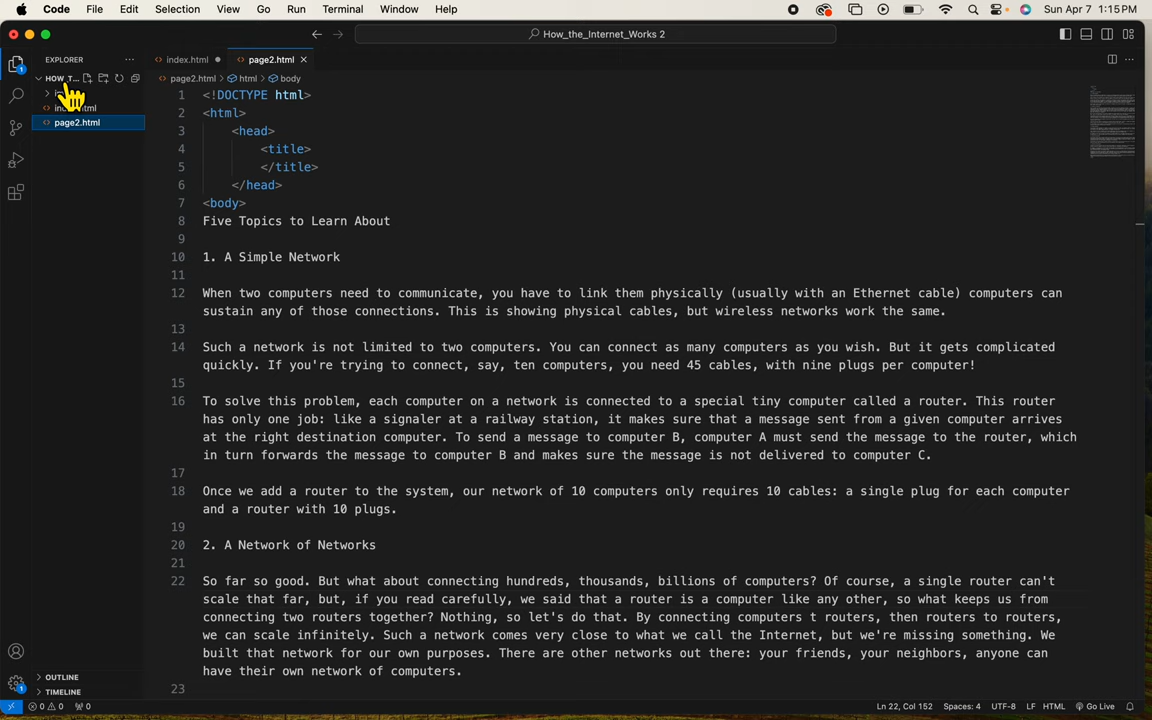 Code File Edit Selection View Go Run Terminal Window Help Sun Apr 7 1:15 PM
How_the_Internet_Works 2
EXPLORER
HOW_T...
index.html
page2.html
OUTLINE
TIMELINE
index.html page2.html
page2.html html body
1 <!DOCTYPE html>
2 <html>
3 <head>
4 <title>
5 </title>
6 </head>
7 <body>
8 Five Topics to Learn About
9
10 1. A Simple Network
11
12 When two computers need to communicate, you have to link them physically (usually with an Ethernet cable) computers can
sustain any of those connections. This is showing physical cables, but wireless networks work the same.
13
14 Such a network is not limited to two computers. You can connect as many computers as you wish. But it gets complicated
quickly. If you're trying to connect, say, ten computers, you need 45 cables, with nine plugs per computer!
15
16 To solve this problem, each computer on a network is connected to a special tiny computer called a router. This router
has only one job: like a signaler at a railway station, it makes sure that a message sent from a given computer arrives
at the right destination computer. To send a message to computer B, computer A must send the message to the router, which
in turn forwards the message to computer B and makes sure the message is not delivered to computer C.
17
18 Once we add a router to the system, our network of 10 computers only requires 10 cables: a single plug for each computer
and a router with 10 plugs.
19
20 2. A Network of Networks
21
22 So far so good. But what about connecting hundreds, thousands, billions of computers? Of course, a single router can't
scale that far, but, if you read carefully, we said that a router is a computer like any other, so what keeps us from
connecting two routers together? Nothing, so let's do that. By connecting computers t routers, then routers to routers,
we can scale infinitely. Such a network comes very close to what we call the Internet, but we're missing something. We
built that network for our own purposes. There are other networks out there: your friends, your neighbors, anyone can
have their own network of computers.
23
0 0 0 Ln 22, Col 152 Spaces: 4 UTF-8 LF HTML Go Live